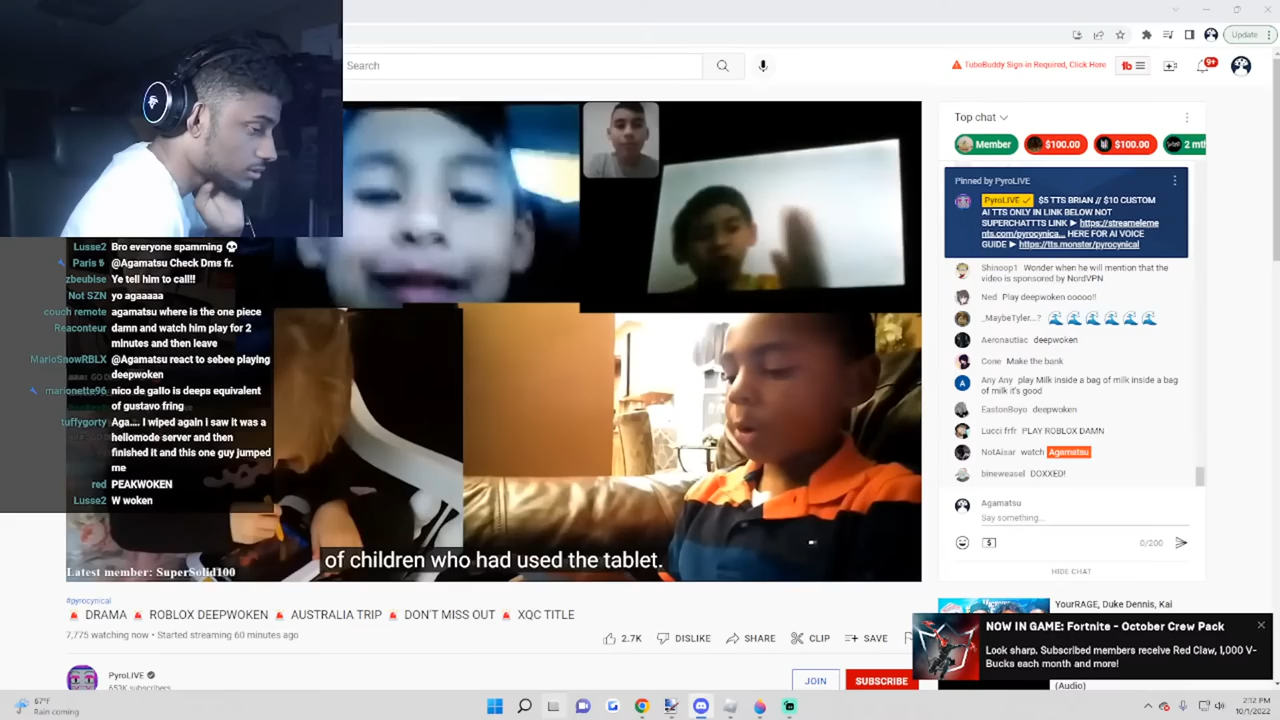 Update
Search
TubeBuddy Sign-in Required, Click Here
tb
9+
Top chat
Member
$100.00
$100.00
2 mt
Pinned by PyroLIVE
PyroLIVE $5 TTS BRIAN // $10 CUSTOM
AI TTS ONLY IN LINK BELOW NOT
SUPERCHATTTS LINK ► https://streameleme
nts.com/pyrocynica... HERE FOR AI VOICE
GUIDE ► https://tts.monster/pyrocynical
Shinoop1 Wonder when he will mention that the
video is sponsored by NordVPN
Ned Play deepwoken ooooo!!
_MaybeTyler...?
Aeronautiac deepwoken
Cone Make the bank
Any Any play Milk inside a bag of milk inside a bag
of milk it's good
EastonBoyo deepwoken
Lucci frfr PLAY ROBLOX DAMN
NotAisar watch Agamatsu
bineweasel DOXXED!
Agamatsu
Say something...
0/200
HIDE CHAT
Lusse2 Bro everyone spamming
Paris @Agamatsu Check Dms fr.
zbeubise Ye tell him to call!!
Not SZN yo agaaaaa
couch remote agamatsu where is the one piece
Reaconteur damn and watch him play for 2
minutes and then leave
MarioSnowRBLX @Agamatsu react to sebee playing
deepwoken
marionette96 nico de gallo is deeps equivalent
of gustavo fring
tuffygorty Aga.... I wiped again I saw it was a
hellomode server and then
finished it and this one guy jumped
me
red PEAKWOKEN
Lusse2 W woken
of children who had used the tablet.
Latest member: SuperSolid100
#pyrocynical
DRAMA ROBLOX DEEPWOKEN AUSTRALIA TRIP DON'T MISS OUT XQC TITLE
7,775 watching now • Started streaming 60 minutes ago
2.7K DISLIKE SHARE CLIP SAVE
PyroLIVE
653K subscribers
JOIN
SUBSCRIBE
YourRAGE, Duke Dennis, Kai
NOW IN GAME: Fortnite - October Crew Pack
Look sharp. Subscribed members receive Red Claw, 1,000 V-
Bucks each month and more!
(Audio)
67°F
Rain coming
2:12 PM
10/1/2022